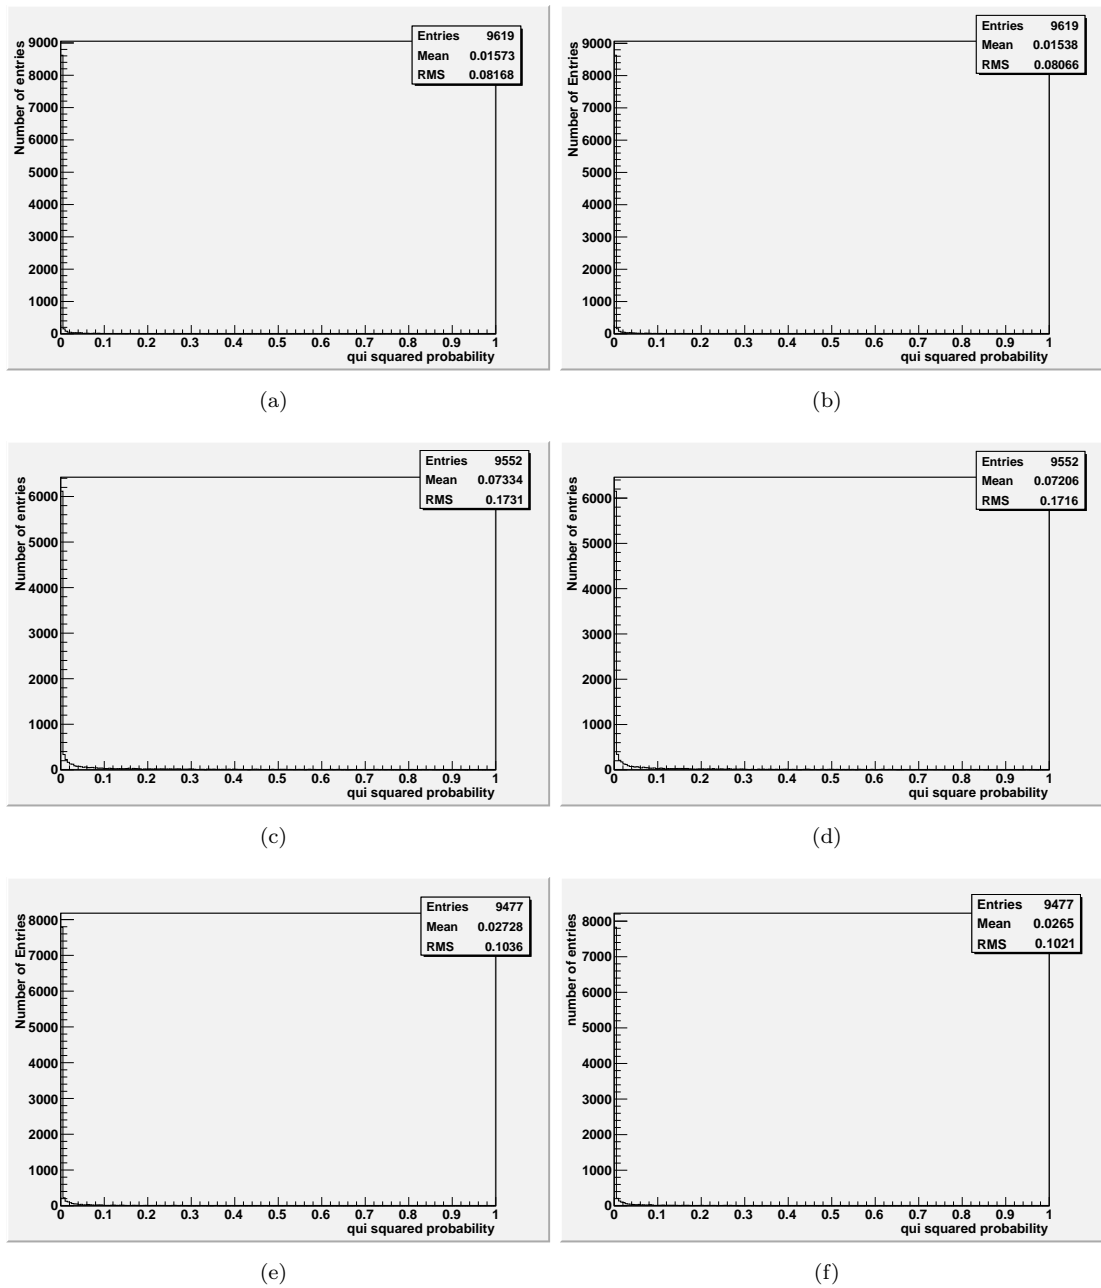 Number of entries
9000
8000
7000
6000
5000
4000
3000
2000
1000
0
0 0.1 0.2 0.3 0.4 0.5 0.6 0.7 0.8 0.9 1
qui squared probability
Entries 9619
Mean 0.01573
RMS 0.08168
(a)
Number of Entries
9000
8000
7000
6000
5000
4000
3000
2000
1000
0
0 0.1 0.2 0.3 0.4 0.5 0.6 0.7 0.8 0.9 1
qui squared probability
Entries 9619
Mean 0.01538
RMS 0.08066
(b)
Number of entries
6000
5000
4000
3000
2000
1000
0
0 0.1 0.2 0.3 0.4 0.5 0.6 0.7 0.8 0.9 1
qui squared probability
Entries 9552
Mean 0.07334
RMS 0.1731
(c)
Number of Entries
6000
5000
4000
3000
2000
1000
0
0 0.1 0.2 0.3 0.4 0.5 0.6 0.7 0.8 0.9 1
qui square probability
Entries 9552
Mean 0.07206
RMS 0.1716
(d)
Number of Entries
8000
7000
6000
5000
4000
3000
2000
1000
0
0 0.1 0.2 0.3 0.4 0.5 0.6 0.7 0.8 0.9 1
qui squared probability
Entries 9477
Mean 0.02728
RMS 0.1036
(e)
number of entries
8000
7000
6000
5000
4000
3000
2000
1000
0
0 0.1 0.2 0.3 0.4 0.5 0.6 0.7 0.8 0.9 1
qui squared probability
Entries 9477
Mean 0.0265
RMS 0.1021
(f)